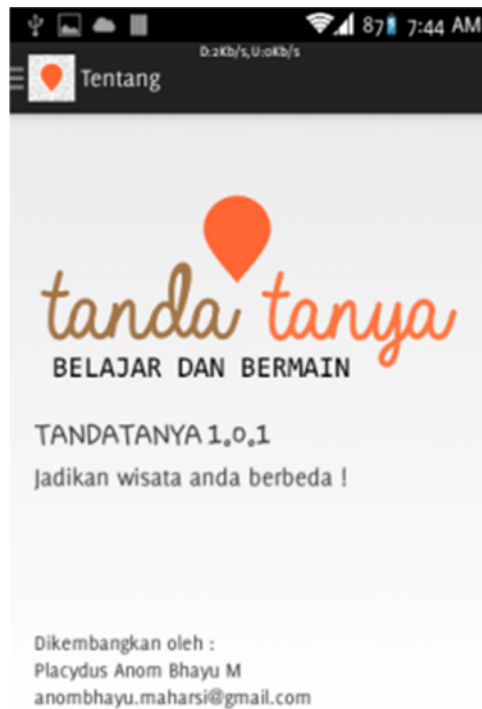 87 7:44 AM
D:2Kb/s,U:0Kb/s
Tentang
tanda tanya
BELAJAR DAN BERMAIN
TANDATANYA 1.0.1
Jadikan wisata anda berbeda !
Dikembangkan oleh :
Placydus Anom Bhayu M
anombhayu.maharsi@gmail.com